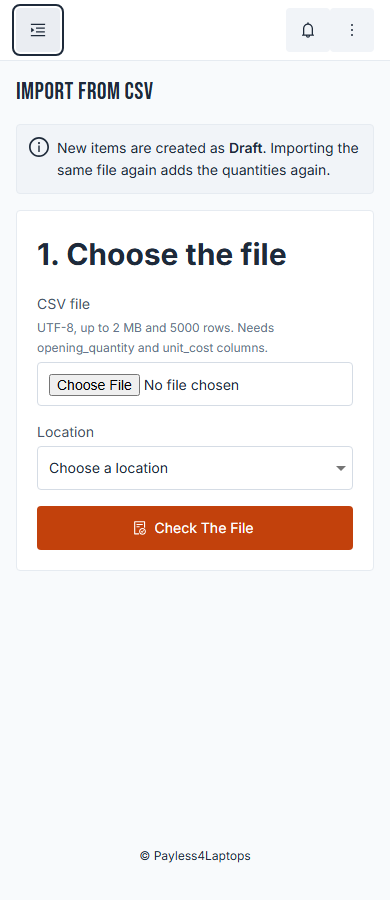 IMPORT FROM CSV
New items are created as Draft. Importing the
same file again adds the quantities again.
1. Choose the file
CSV file
UTF-8, up to 2 MB and 5000 rows. Needs
opening_quantity and unit_cost columns.
Choose File No file chosen
Location
Choose a location
Check The File
© Payless4Laptops